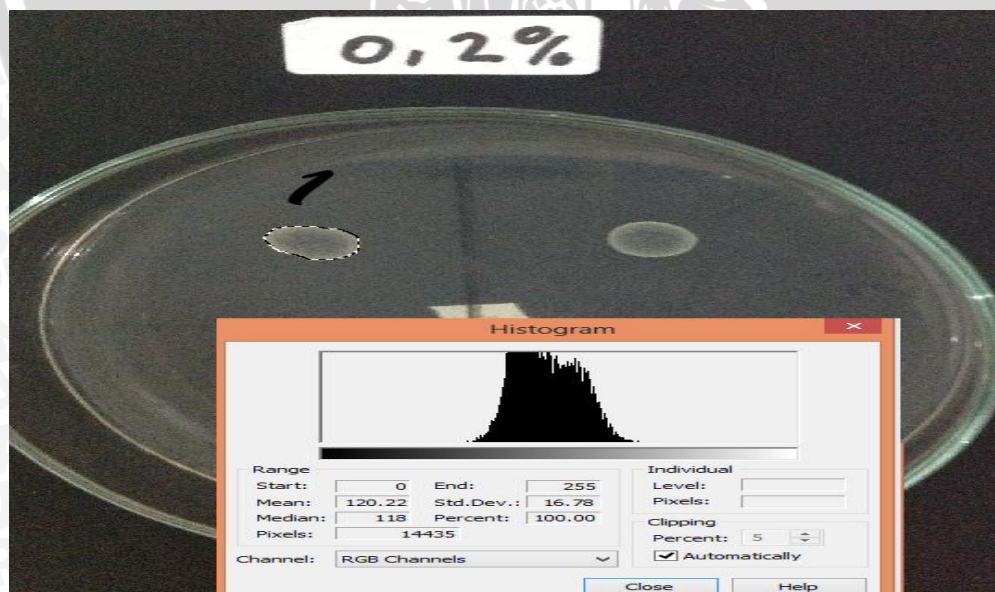 0,2%
1
Histogram
Range
Start: 0 End: 255
Mean: 120.22 Std.Dev.: 16.78
Median: 118 Percent: 100.00
Pixels: 14435
Individual
Level:
Pixels:
Clipping
Percent: 5
Automatically
Channel: RGB Channels
Close Help